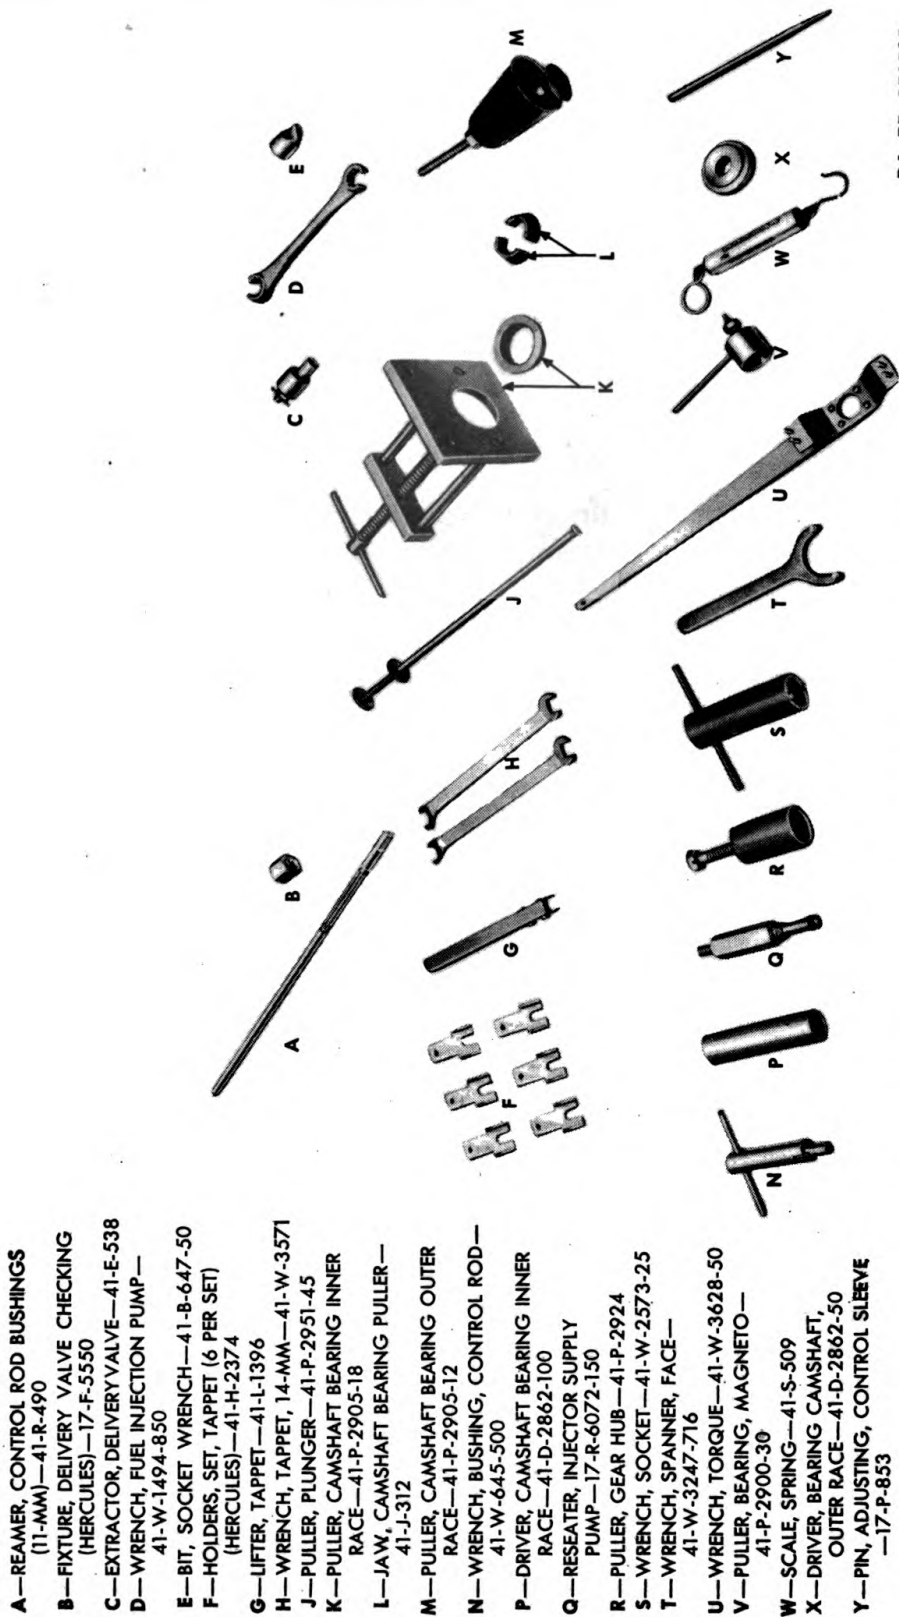 A—REAMER, CONTROL ROD BUSHINGS
(11-MM)—41-R-490
B—FIXTURE, DELIVERY VALVE CHECKING
(HERCULES)—17-F-5550
C—EXTRACTOR, DELIVERY VALVE—41-E-538
D—WRENCH, FUEL INJECTION PUMP—
41-W-1494-850
E—BIT, SOCKET WRENCH—41-B-647-50
F—HOLDERS, SET, TAPPET (6 PER SET)
(HERCULES)—41-H-2374
G—LIFTER, TAPPET—41-L-1396
H—WRENCH, TAPPET, 14-MM—41-W-3571
J—PULLER, PLUNGER—41-P-2951-45
K—PULLER, CAMSHAFT BEARING INNER
RACE—41-P-2905-18
L—JAW, CAMSHAFT BEARING PULLER—
41-J-312
M—PULLER, CAMSHAFT BEARING OUTER
RACE—41-P-2905-12
N—WRENCH, BUSHING, CONTROL ROD—
41-W-645-500
P—DRIVER, CAMSHAFT BEARING INNER
RACE—41-D-2862-100
Q—RESEATER, INJECTOR SUPPLY
PUMP—17-R-6072-150
R—PULLER, GEAR HUB—41-P-2924
S—WRENCH, SOCKET—41-W-2573-25
T—WRENCH, SPANNER, FACE—
41-W-3247-716
U—WRENCH, TORQUE—41-W-3628-50
V—PULLER, BEARING, MAGNETO—
41-P-2900-30
W—SCALE, SPRING—41-S-509
X—DRIVER, BEARING CAMSHAFT,
OUTER RACE—41-D-2862-50
Y—PIN, ADJUSTING, CONTROL SLEEVE
—17-P-853
A
B
C
D
E
F
G
H
J
K
L
M
N
P
Q
R
S
T
U
V
W
X
Y